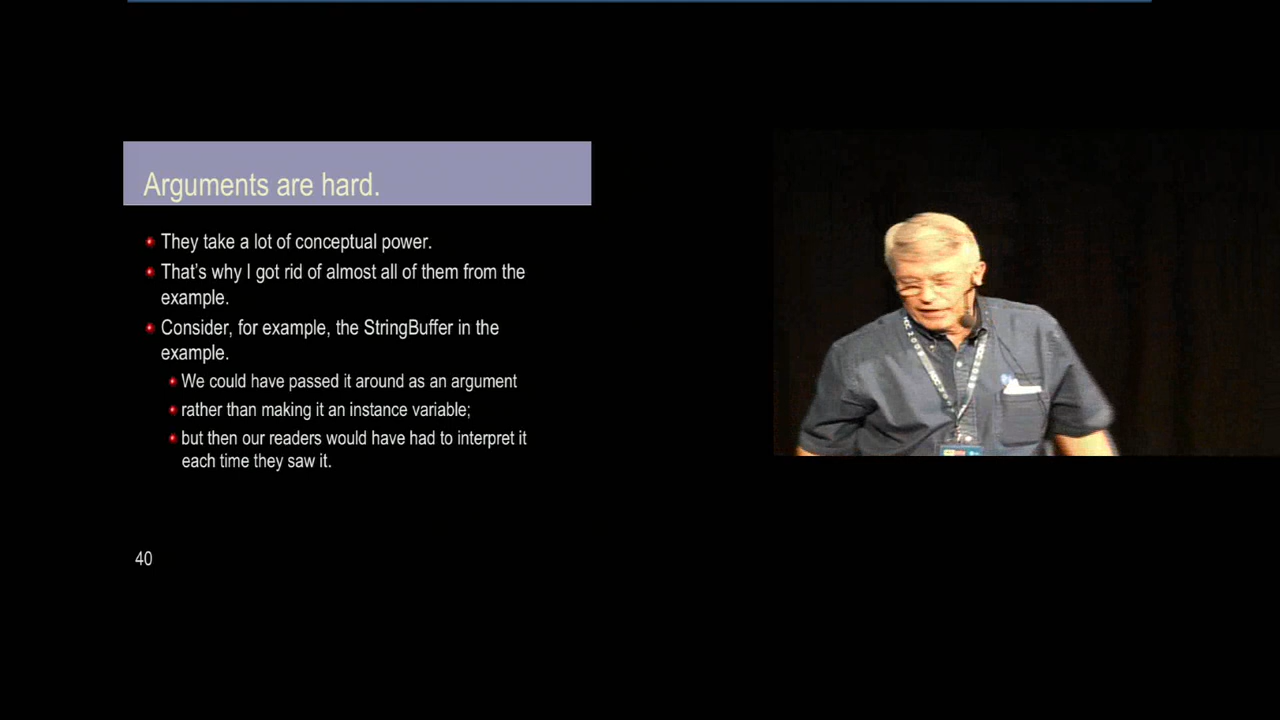 Arguments are hard.
They take a lot of conceptual power.
That's why I got rid of almost all of them from the
example.
Consider, for example, the StringBuffer in the
example.
We could have passed it around as an argument
rather than making it an instance variable;
but then our readers would have had to interpret it
each time they saw it.
40